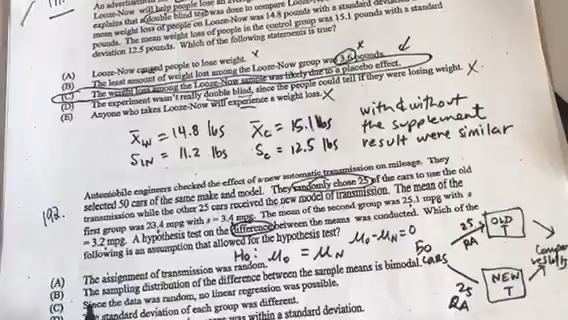 An advertisement
Looze-Now will help people lose an
explains that a double blind test was done to compare Looze-
mean weight loss of people on Looze-Now was 14.8 pounds with a standard
pounds. The mean weight loss of people in the control group was 15.1 pounds with a standard
deviation 12.5 pounds. Which of the following statements is true?
(A) Looze-Now caused people to lose weight. x
(B) The least amount of weight lost among the Looze-Now group was 3.6 pounds.
(C) The weight loss among the Looze-Now sample was likely due to a placebo effect.
(D) The experiment wasn't really double blind, since the people could tell if they were losing weight. x
(E) Anyone who takes Looze-Now will experience a weight loss. x
x̄ = 14.8 lbs x̄c = 15.1 lbs
= 11.2 lbs Sc = 12.5 lbs
with & without
the supplement
result were similar
192.
Automobile engineers checked the effect of a new automatic transmission on mileage. They
selected 50 cars of the same make and model. They randomly chose 25 of the cars to use the old
transmission while the other 25 cars received the new model of transmission. The mean of the
first group was 23.4 mpg with s = 3.4 mpg. The mean of the second group was 25.1 mpg with s
= 3.2 mpg. A hypothesis test on the difference between the means was conducted. Which of the
following is an assumption that allowed for the hypothesis test?
H₀: μ₀ = μN μ₀-μN=0
(A) The assignment of transmission was random.
(B) The sampling distribution of the difference between the sample means is bimodal.
(C) Since the data was random, no linear regression was possible.
standard deviation of each group was different.
was within a standard deviation.
50
cars
25
RA
OLD
T
25
RA
NEW
T
Compare
results